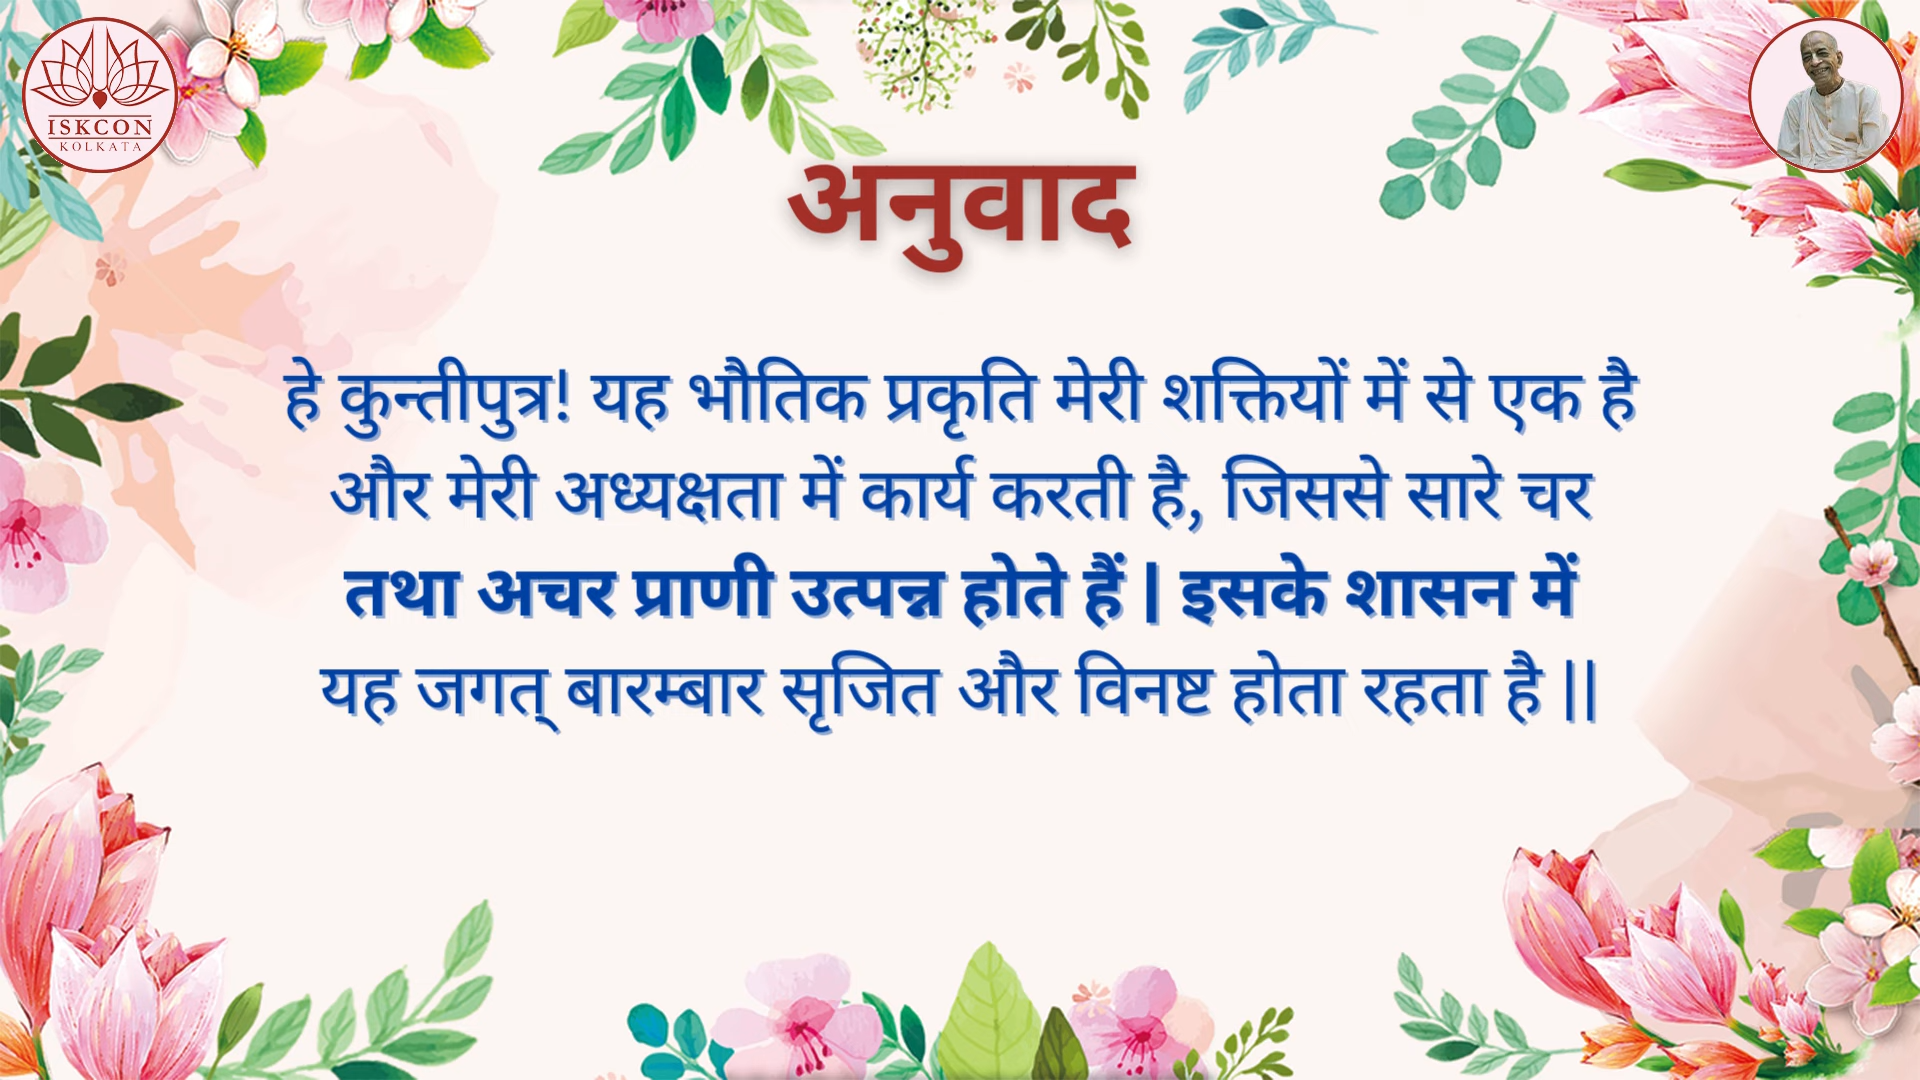 ISKCON
KOLKATA
अनुवाद
हे कुन्तीपुत्र! यह भौतिक प्रकृति मेरी शक्तियों में से एक है
और मेरी अध्यक्षता में कार्य करती है, जिससे सारे चर
तथा अचर प्राणी उत्पन्न होते हैं | इसके शासन में
यह जगत् बारम्बार सृजित और विनष्ट होता रहता है ||